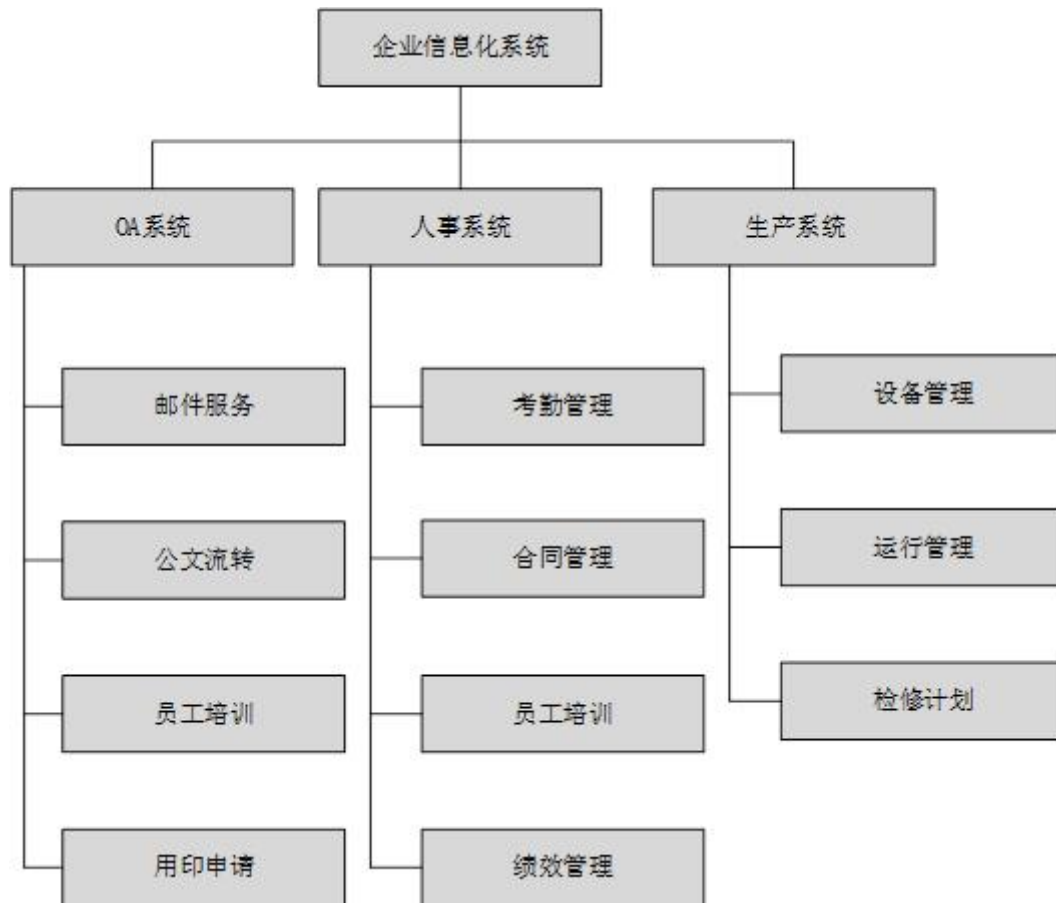 企业信息化系统
OA系统
人事系统
生产系统
邮件服务
公文流转
员工培训
用印申请
考勤管理
合同管理
员工培训
绩效管理
设备管理
运行管理
检修计划